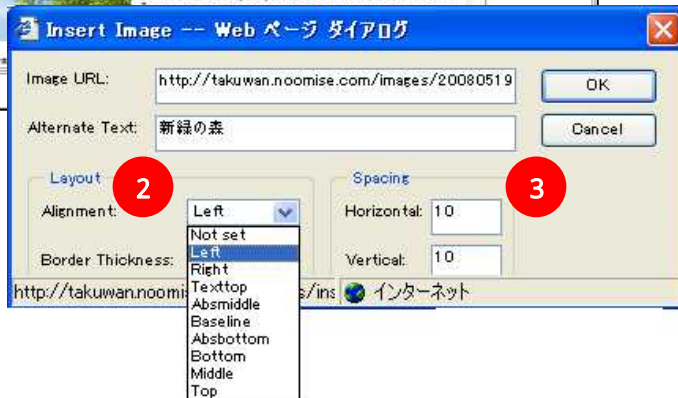 Insert Image -- Web ページ ダイアログ
Image URL: http://takuwan.noomise.com/images/20080519
OK
Alternate Text: 新緑の森
Cancel
Layout
2
Spacing
3
Alignment: Left
Horizontal: 10
Not set
Left
Border Thickness:
Vertical: 10
Right
Texttop
http://takuwan.noomi
s/ins
インターネット
Absmiddle
Baseline
Absbottom
Bottom
Middle
Top